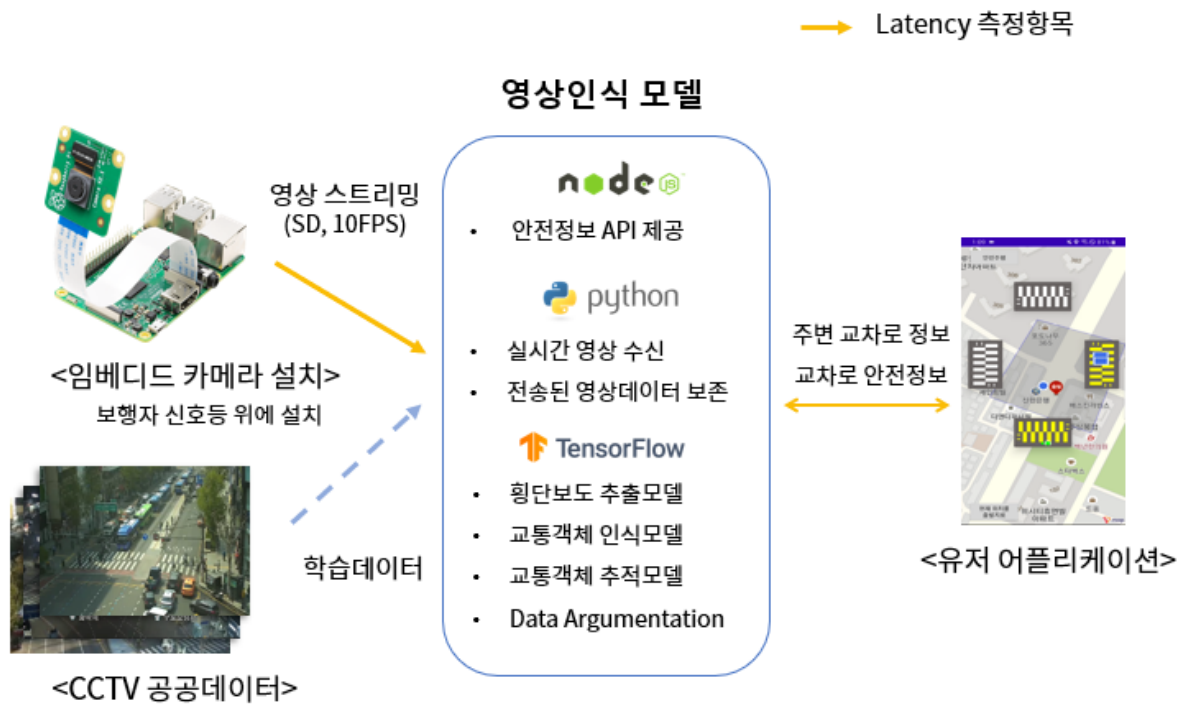 Latency 측정항목
영상인식 모델
node
JS
영상 스트리밍
(SD, 10FPS)
• 안전정보 API 제공
python
<임베디드 카메라 설치>
보행자 신호등 위에 설치
• 실시간 영상 수신
• 전송된 영상데이터 보존
주변 교차로 정보
교차로 안전정보
TensorFlow
• 횡단보도 추출모델
• 교통객체 인식모델
• 교통객체 추적모델
• Data Argumentation
학습데이터
<유저 어플리케이션>
<CCTV 공공데이터>